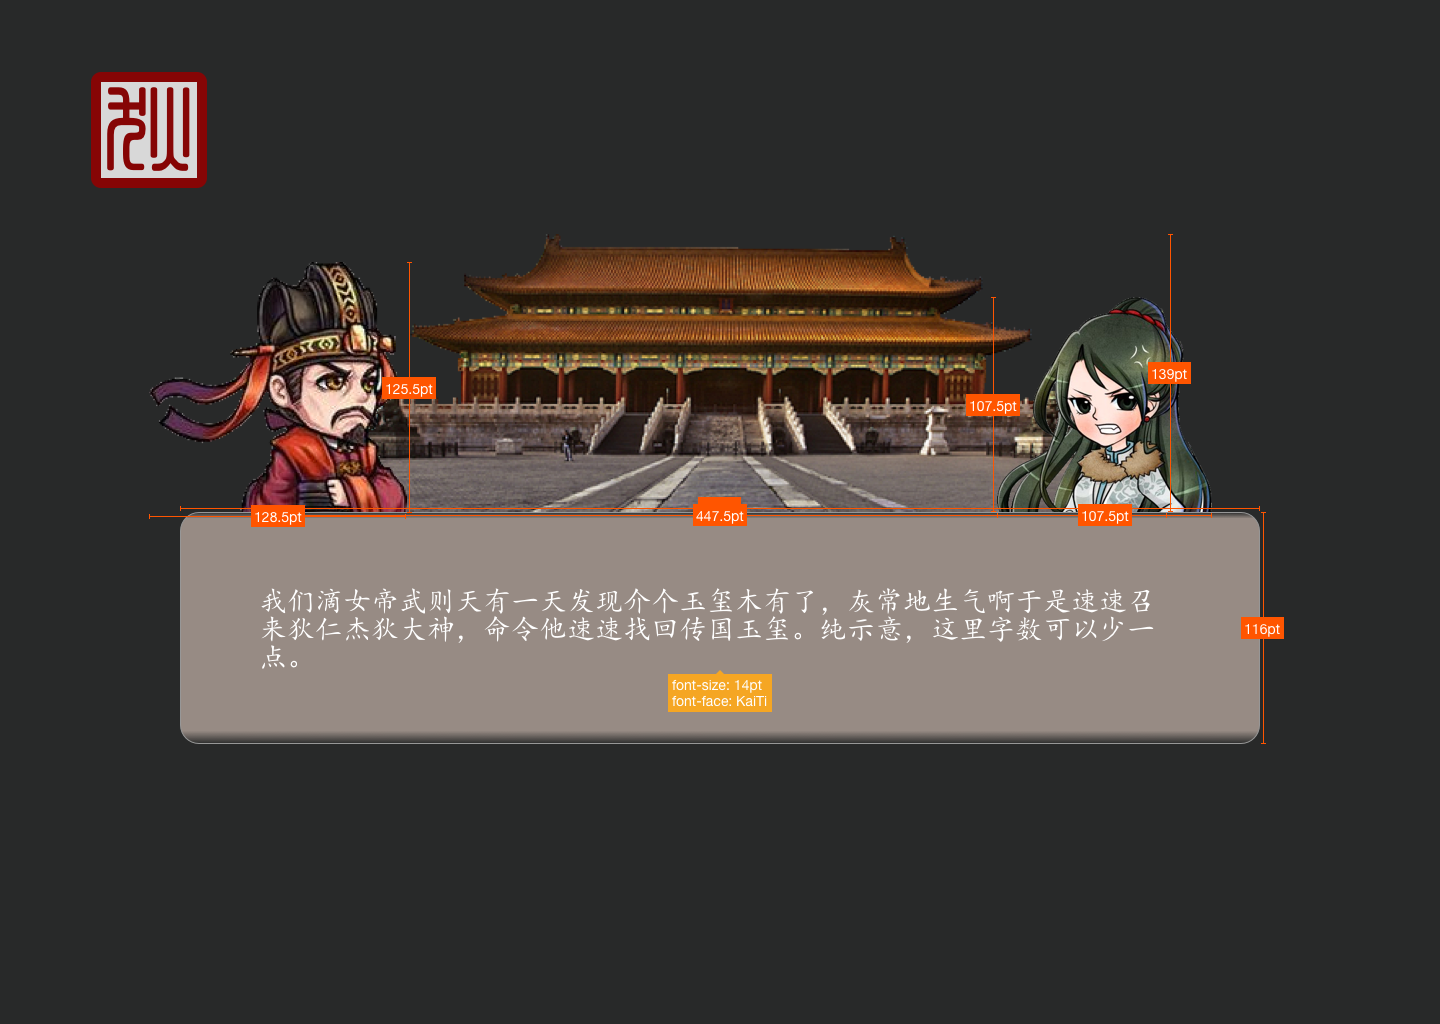 狄
125.5pt
139pt
107.5pt
128.5pt
447.5pt
107.5pt
我们滴女帝武则天有一天发现介个玉玺木有了，灰常地生气啊于是速速召
来狄仁杰狄大神，命令他速速找回传国玉玺。纯示意，这里字数可以少一
点。
116pt
font-size: 14pt
font-face: KaiTi